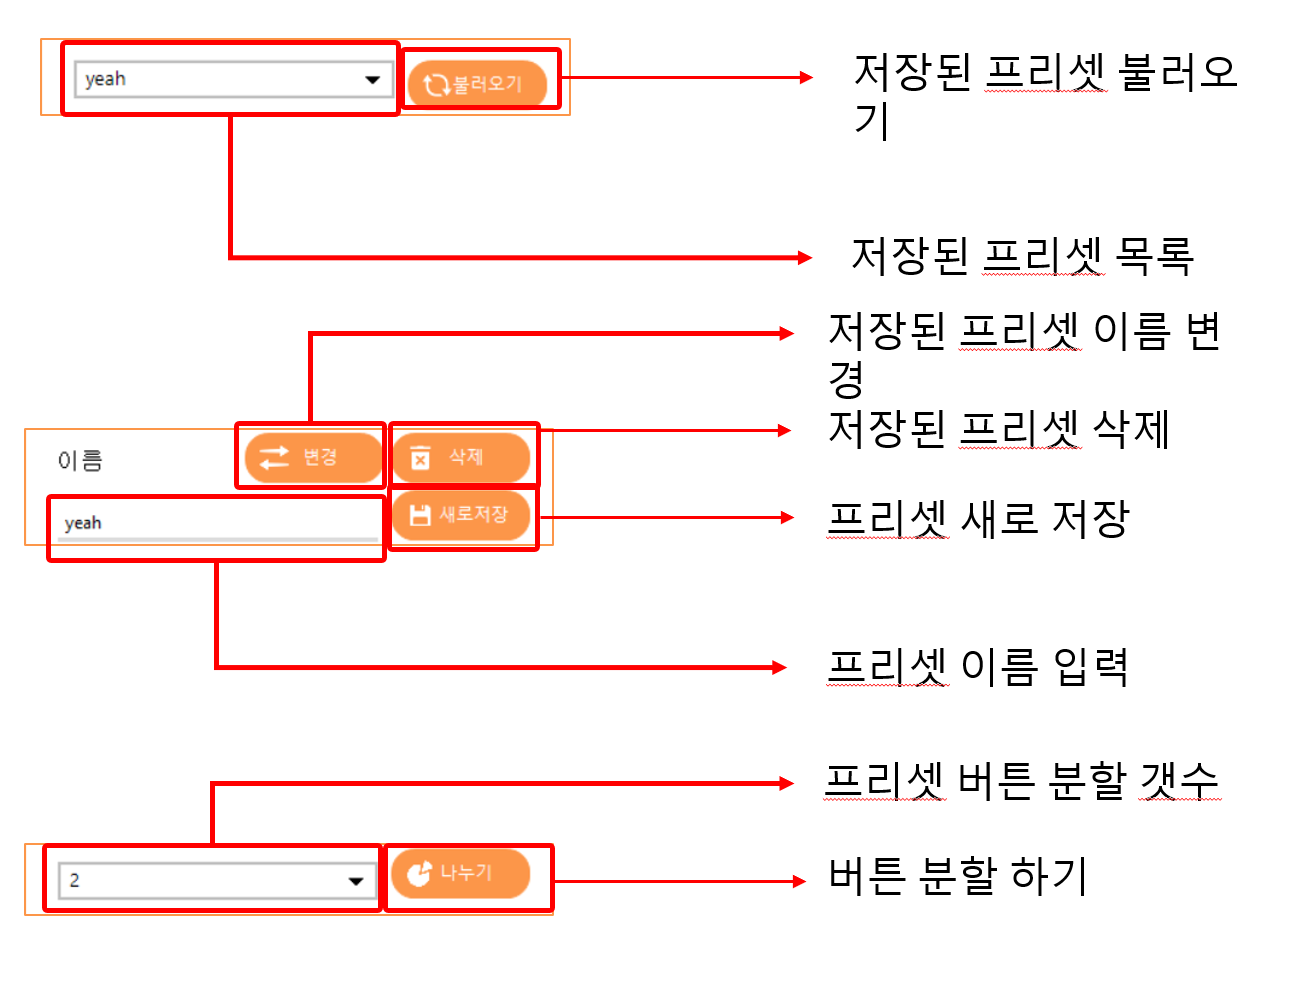 yeah
불러오기
저장된 프리셋 불러오
기
저장된 프리셋 목록
저장된 프리셋 이름 변
경
이름
변경
삭제
저장된 프리셋 삭제
yeah
새로저장
프리셋 새로 저장
프리셋 이름 입력
프리셋 버튼 분할 갯수
2
나누기
버튼 분할 하기